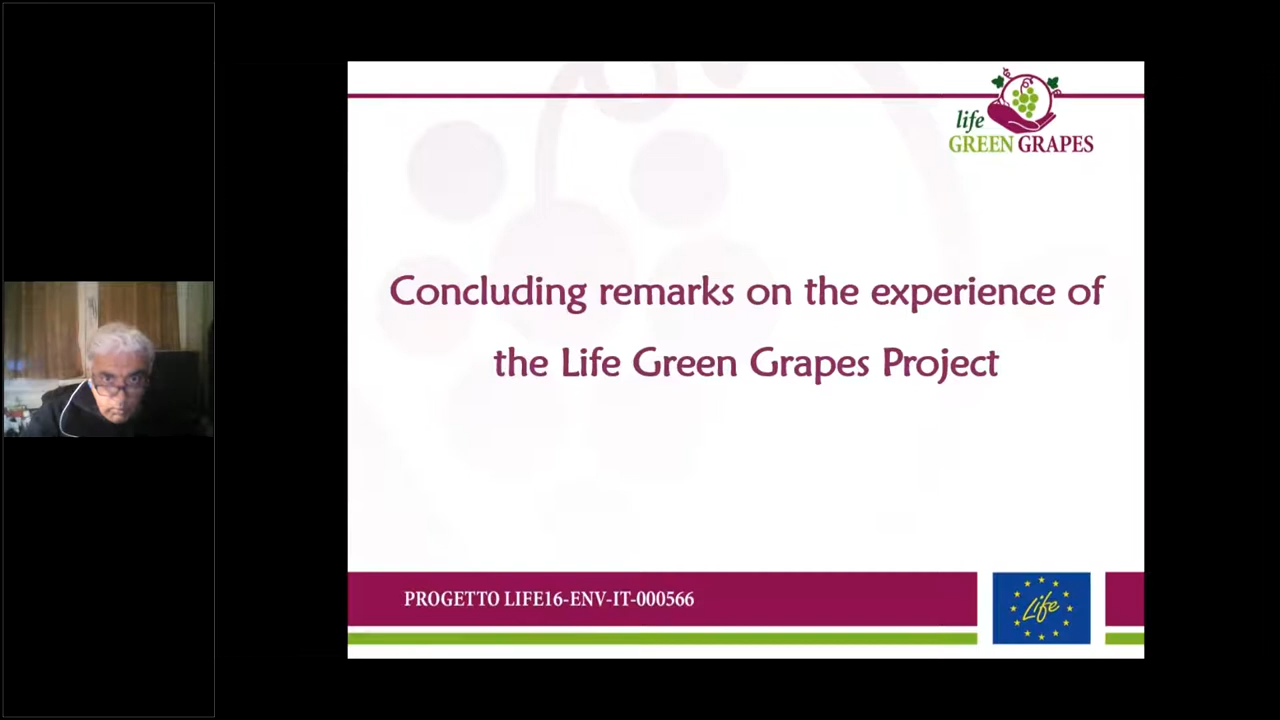 life
GREEN GRAPES
Concluding remarks on the experience of
the Life Green Grapes Project
PROGETTO LIFE16-ENV-IT-000566
Life